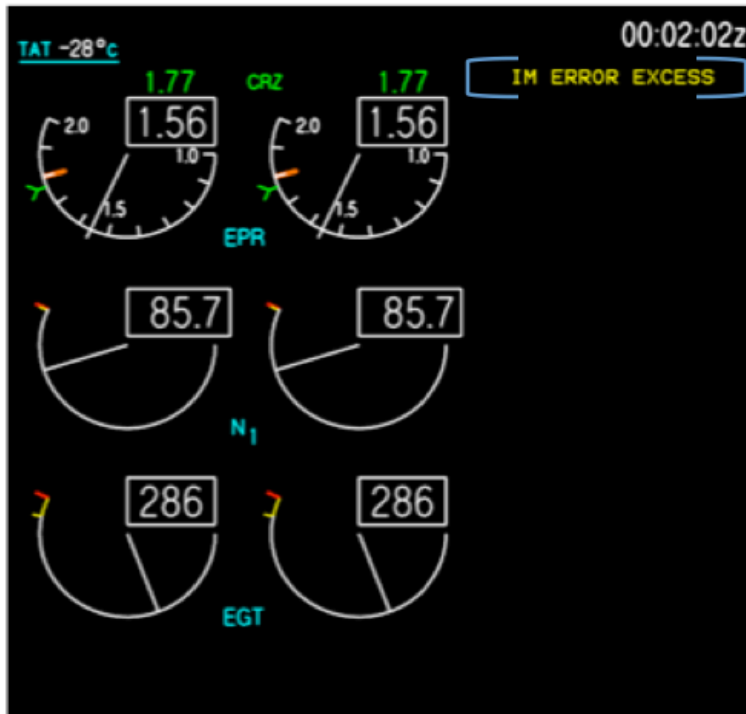 00:02:02z
TAT -28°c
1.77 CRZ 1.77 IM ERROR EXCESS
1.56 1.56
2.0 2.0
1.0 1.0
1.5 1.5
EPR
85.7 85.7
N1
286 286
EGT